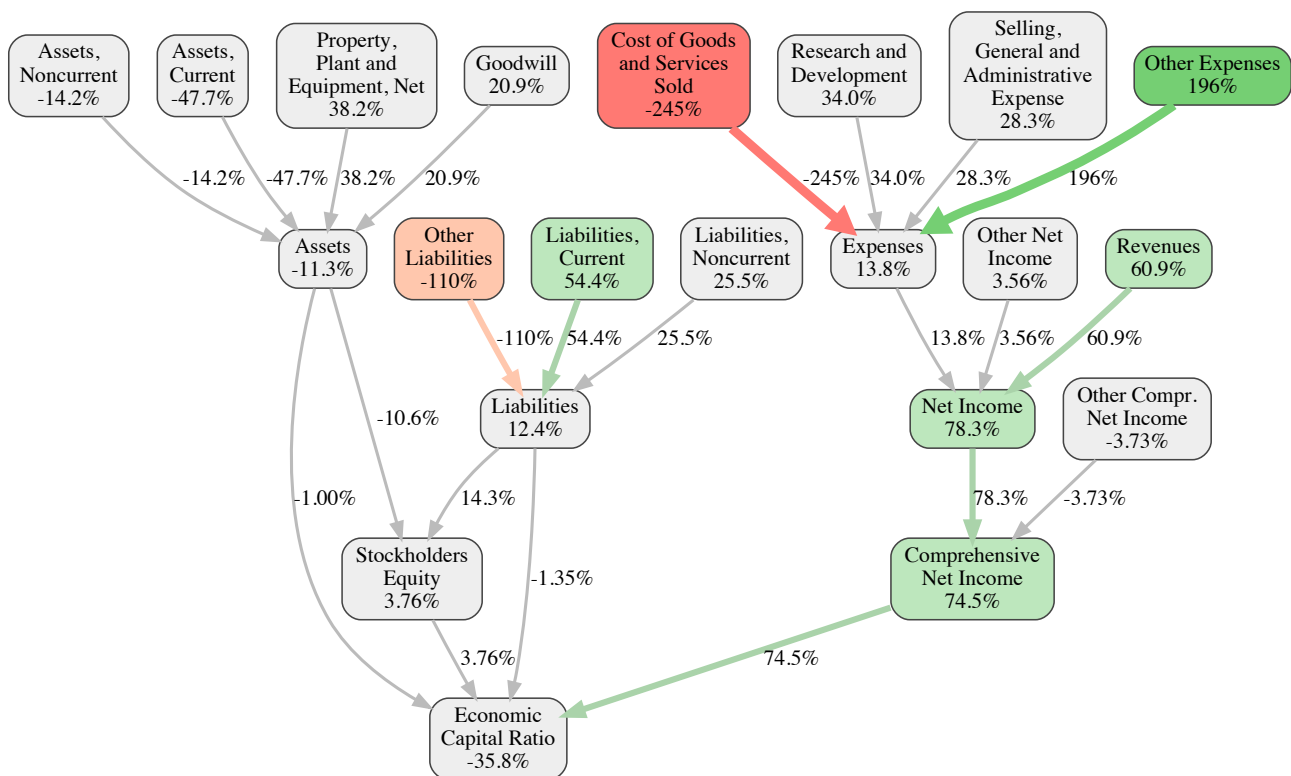 Assets,
Noncurrent
-14.2%
Assets,
Current
-47.7%
Property,
Plant and
Equipment, Net
38.2%
Goodwill
20.9%
Cost of Goods
and Services
Sold
-245%
Research and
Development
34.0%
Selling,
General and
Administrative
Expense
28.3%
Other Expenses
196%
-14.2%
-47.7%
38.2%
20.9%
-245%
34.0%
28.3%
196%
Assets
-11.3%
Other
Liabilities
-110%
Liabilities,
Current
54.4%
Liabilities,
Noncurrent
25.5%
Expenses
13.8%
Other Net
Income
3.56%
Revenues
60.9%
-110%
54.4%
25.5%
13.8%
3.56%
60.9%
-10.6%
Liabilities
12.4%
Net Income
78.3%
Other Compr.
Net Income
-3.73%
-1.00%
14.3%
78.3%
-3.73%
Stockholders
Equity
3.76%
-1.35%
Comprehensive
Net Income
74.5%
3.76%
74.5%
Economic
Capital Ratio
-35.8%